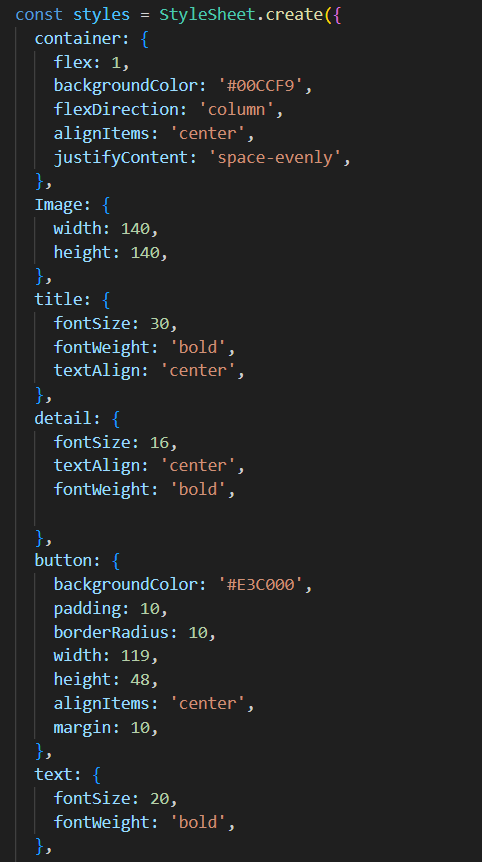 const styles = StyleSheet.create({
  container: {
    flex: 1,
    backgroundColor: '#00CCF9',
    flexDirection: 'column',
    alignItems: 'center',
    justifyContent: 'space-evenly',
  },
  Image: {
    width: 140,
    height: 140,
  },
  title: {
    fontSize: 30,
    fontWeight: 'bold',
    textAlign: 'center',
  },
  detail: {
    fontSize: 16,
    textAlign: 'center',
    fontWeight: 'bold',

  },
  button: {
    backgroundColor: '#E3C000',
    padding: 10,
    borderRadius: 10,
    width: 119,
    height: 48,
    alignItems: 'center',
    margin: 10,
  },
  text: {
    fontSize: 20,
    fontWeight: 'bold',
  },